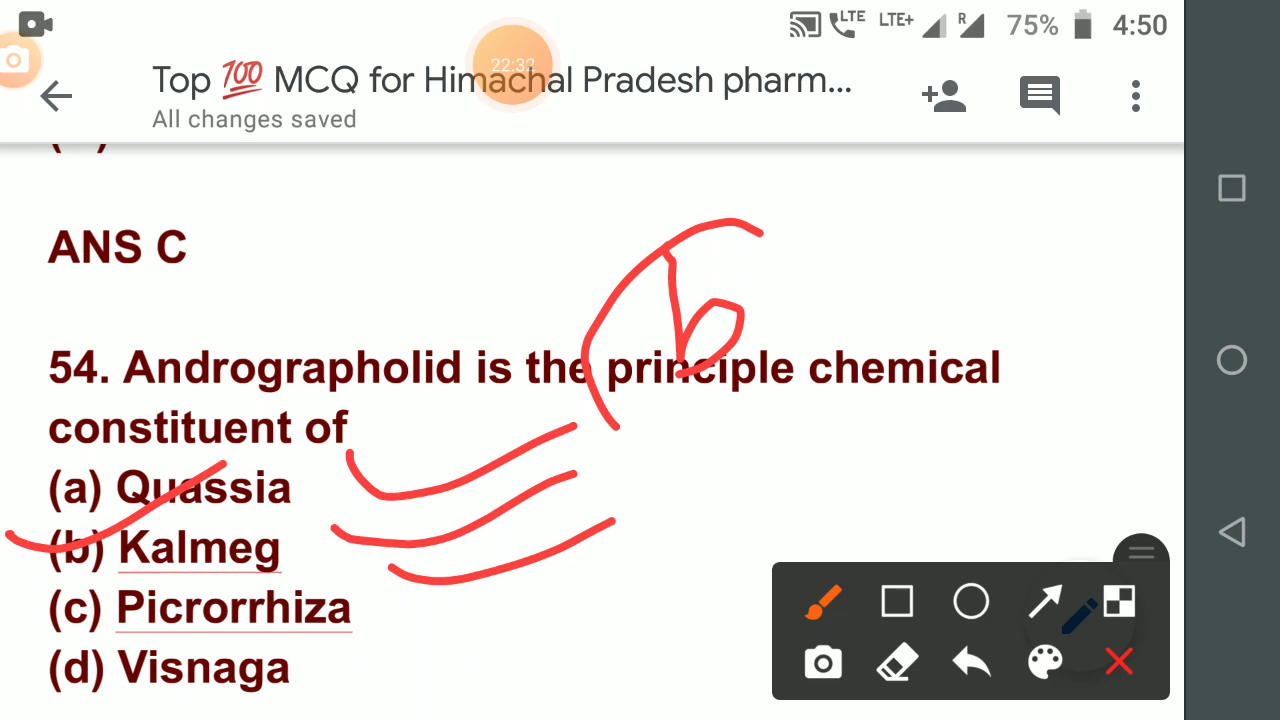 LTE LTE+ R 75% 4:50
22:32
Top 💯 MCQ for Himachal Pradesh pharm...
All changes saved
ANS C
b
54. Andrographolid is the principle chemical
constituent of
(a) Quassia
(b) Kalmeg
(c) Picrorrhiza
(d) Visnaga